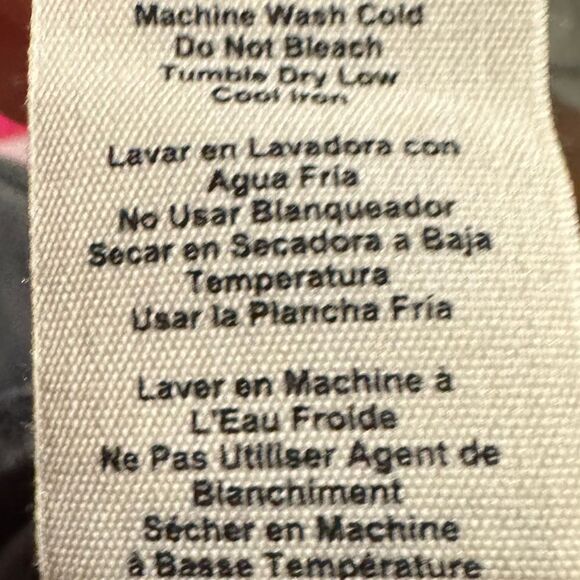 Machine Wash Cold
Do Not Bleach
Tumble Dry Low
Cool Iron
Lavar en Lavadora con
Agua Fría
No Usar Blanqueador
Secar en Secadora a Baja
Temperatura
Usar la Plancha Fría
Laver en Machine à
L'Eau Froide
Ne Pas Utiliser Agent de
Blanchiment
Sécher en Machine
à Basse Température